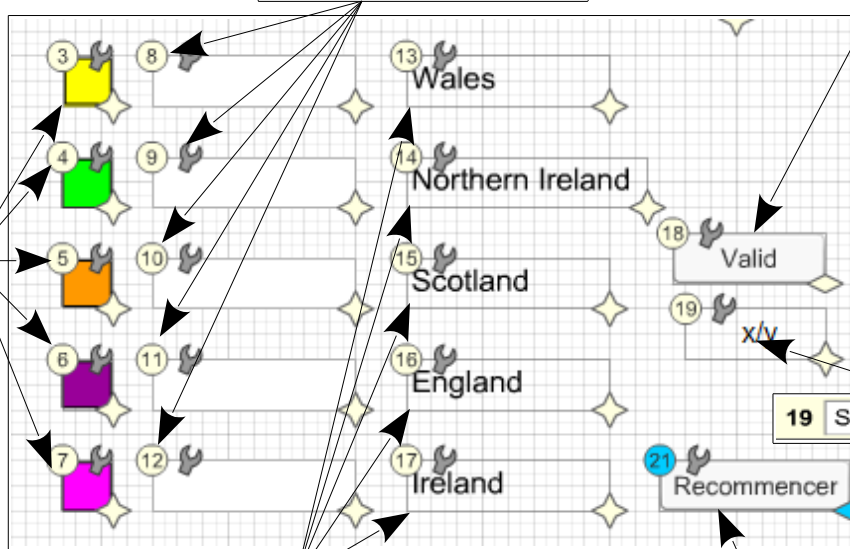 3 8 13 Wales
4 9 14 Northern Ireland
18 Valid
5 10 15 Scotland
19 x/y
6 11 16 England
19 S
7 12 17 Ireland
21 Recommencer